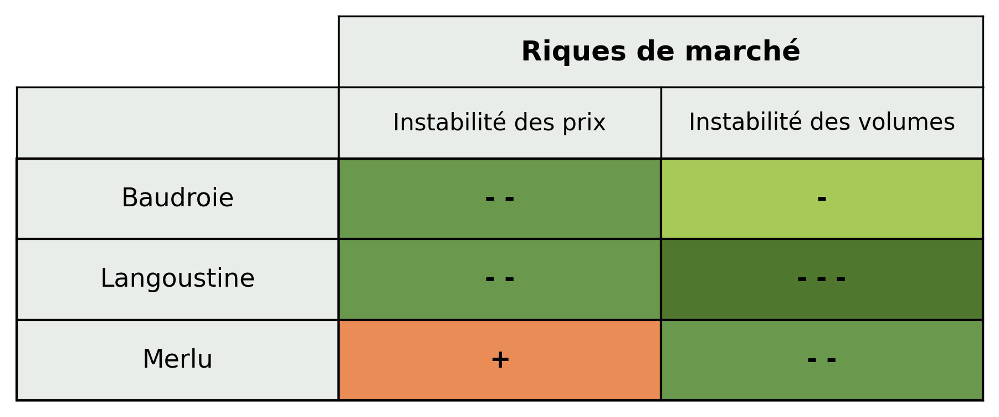 Riques de marché
Instabilité des prix Instabilité des volumes
Baudroie - - -
Langoustine - - - - -
Merlu + - -